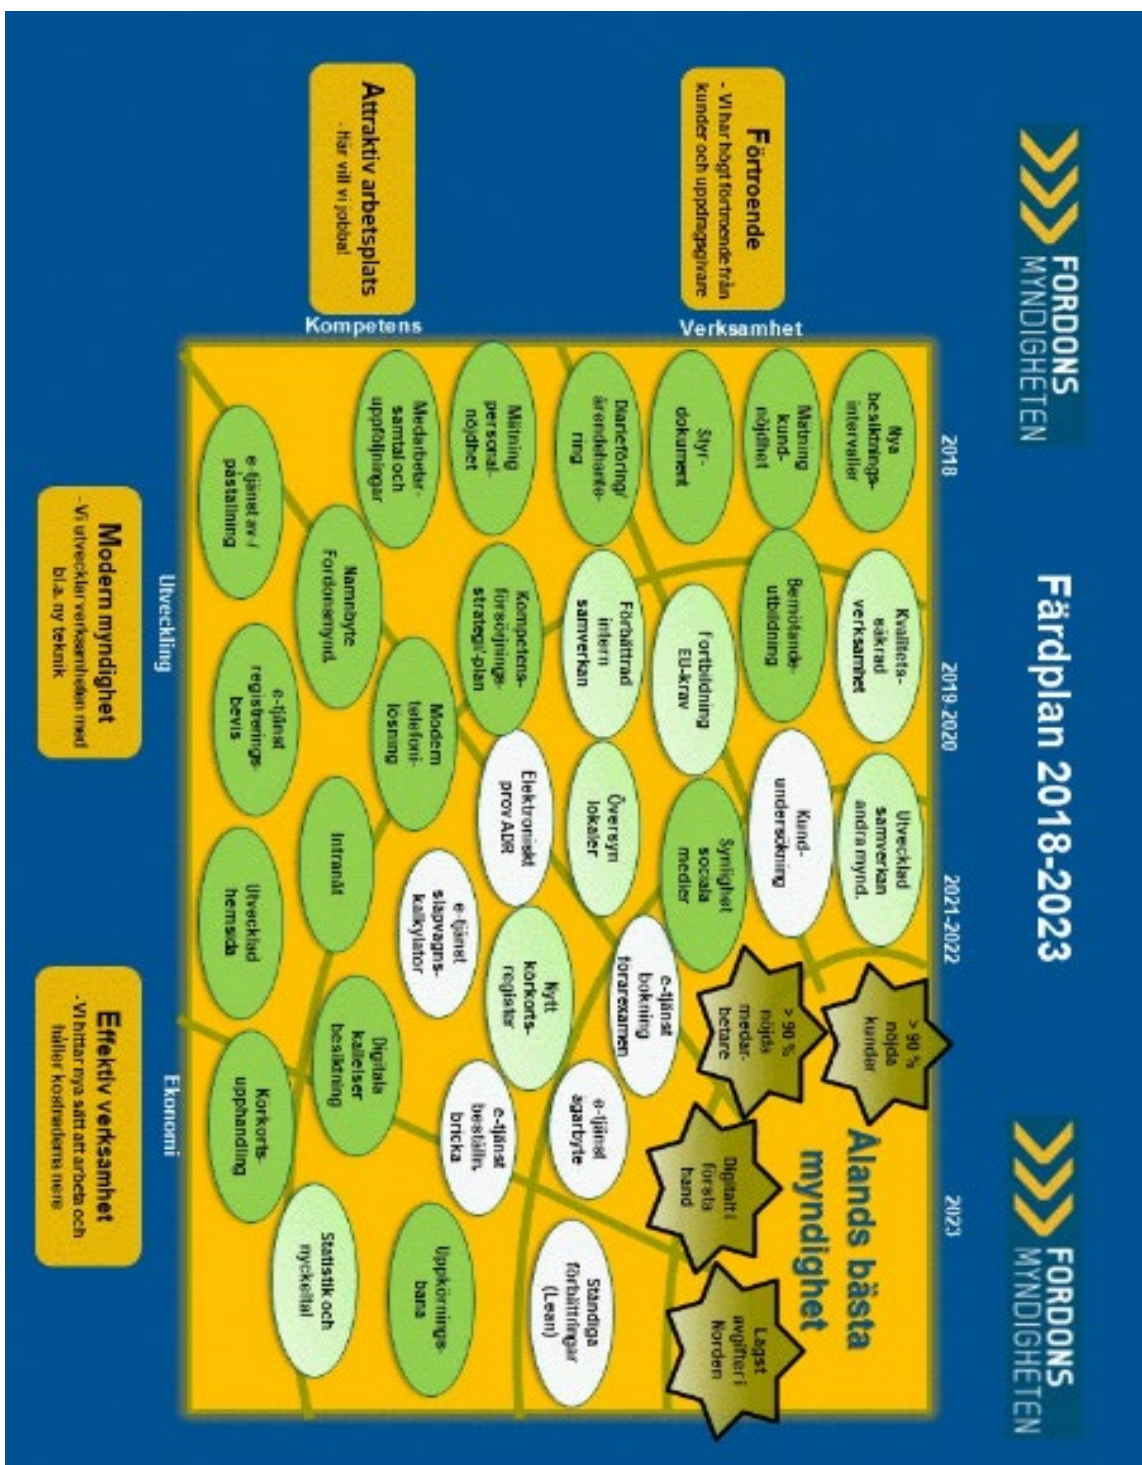 FORDONS
MYNDIGHETEN
Färdplan 2018-2023
FORDONS
MYNDIGHETEN
2018
2019-2020
2021-2022
2023
Förtroende
- Vi har högt förtroende från
kunder och uppdragsgivare
Attraktiv arbetsplats
- Här vill vi jobba!
Verksamhet
Kompetens
Nya
besiktnings-
intervaller
Kvalitets-
säkrad
verksamhet
Utvecklad
samverkan
andra mynd.
> 90 %
nöjda
kunder
Ålands bästa
myndighet
Mätning
kund-
nöjdhet
Bemötande-
utbildning
Kund-
undersökning
> 90 %
nöjda
medar-
betare
Styr-
dokument
Fortbildning
EU-krav
Synlighet
sociala
medier
e-tjänst
bokning
förarexamen
Digitalt i
första
hand
Lägst
avgifter i
Norden
Diarieföring/
ärendehante-
ring
Förbättrad
intern
samverkan
Översyn
lokaler
e-tjänst
ägarbyte
Ständiga
förbättringar
(Lean)
Mätning
personal-
nöjdhet
Kompetens-
försörjnings-
strategi/-plan
Elektroniskt
prov ADR
Nytt
körkorts-
register
e-tjänst
beställn.
bricka
Medarbetar-
samtal och
uppföljningar
Modern
telefoni-
lösning
e-tjänst
släpvagns-
kalkylator
Uppkörnings-
bana
Namnbyte
Fordonsmynd.
Intranät
Digitala
kallelser
besiktning
Statistik och
nyckeltal
e-tjänst av-/
påställning
e-tjänst
registrerings-
bevis
Utvecklad
hemsida
Körkorts-
upphandling
Utveckling
Ekonomi
Modern myndighet
- Vi utvecklar verksamheten med
bl.a. ny teknik
Effektiv verksamhet
- Vi hittar nya sätt att arbeta och
håller kostnaderna nere